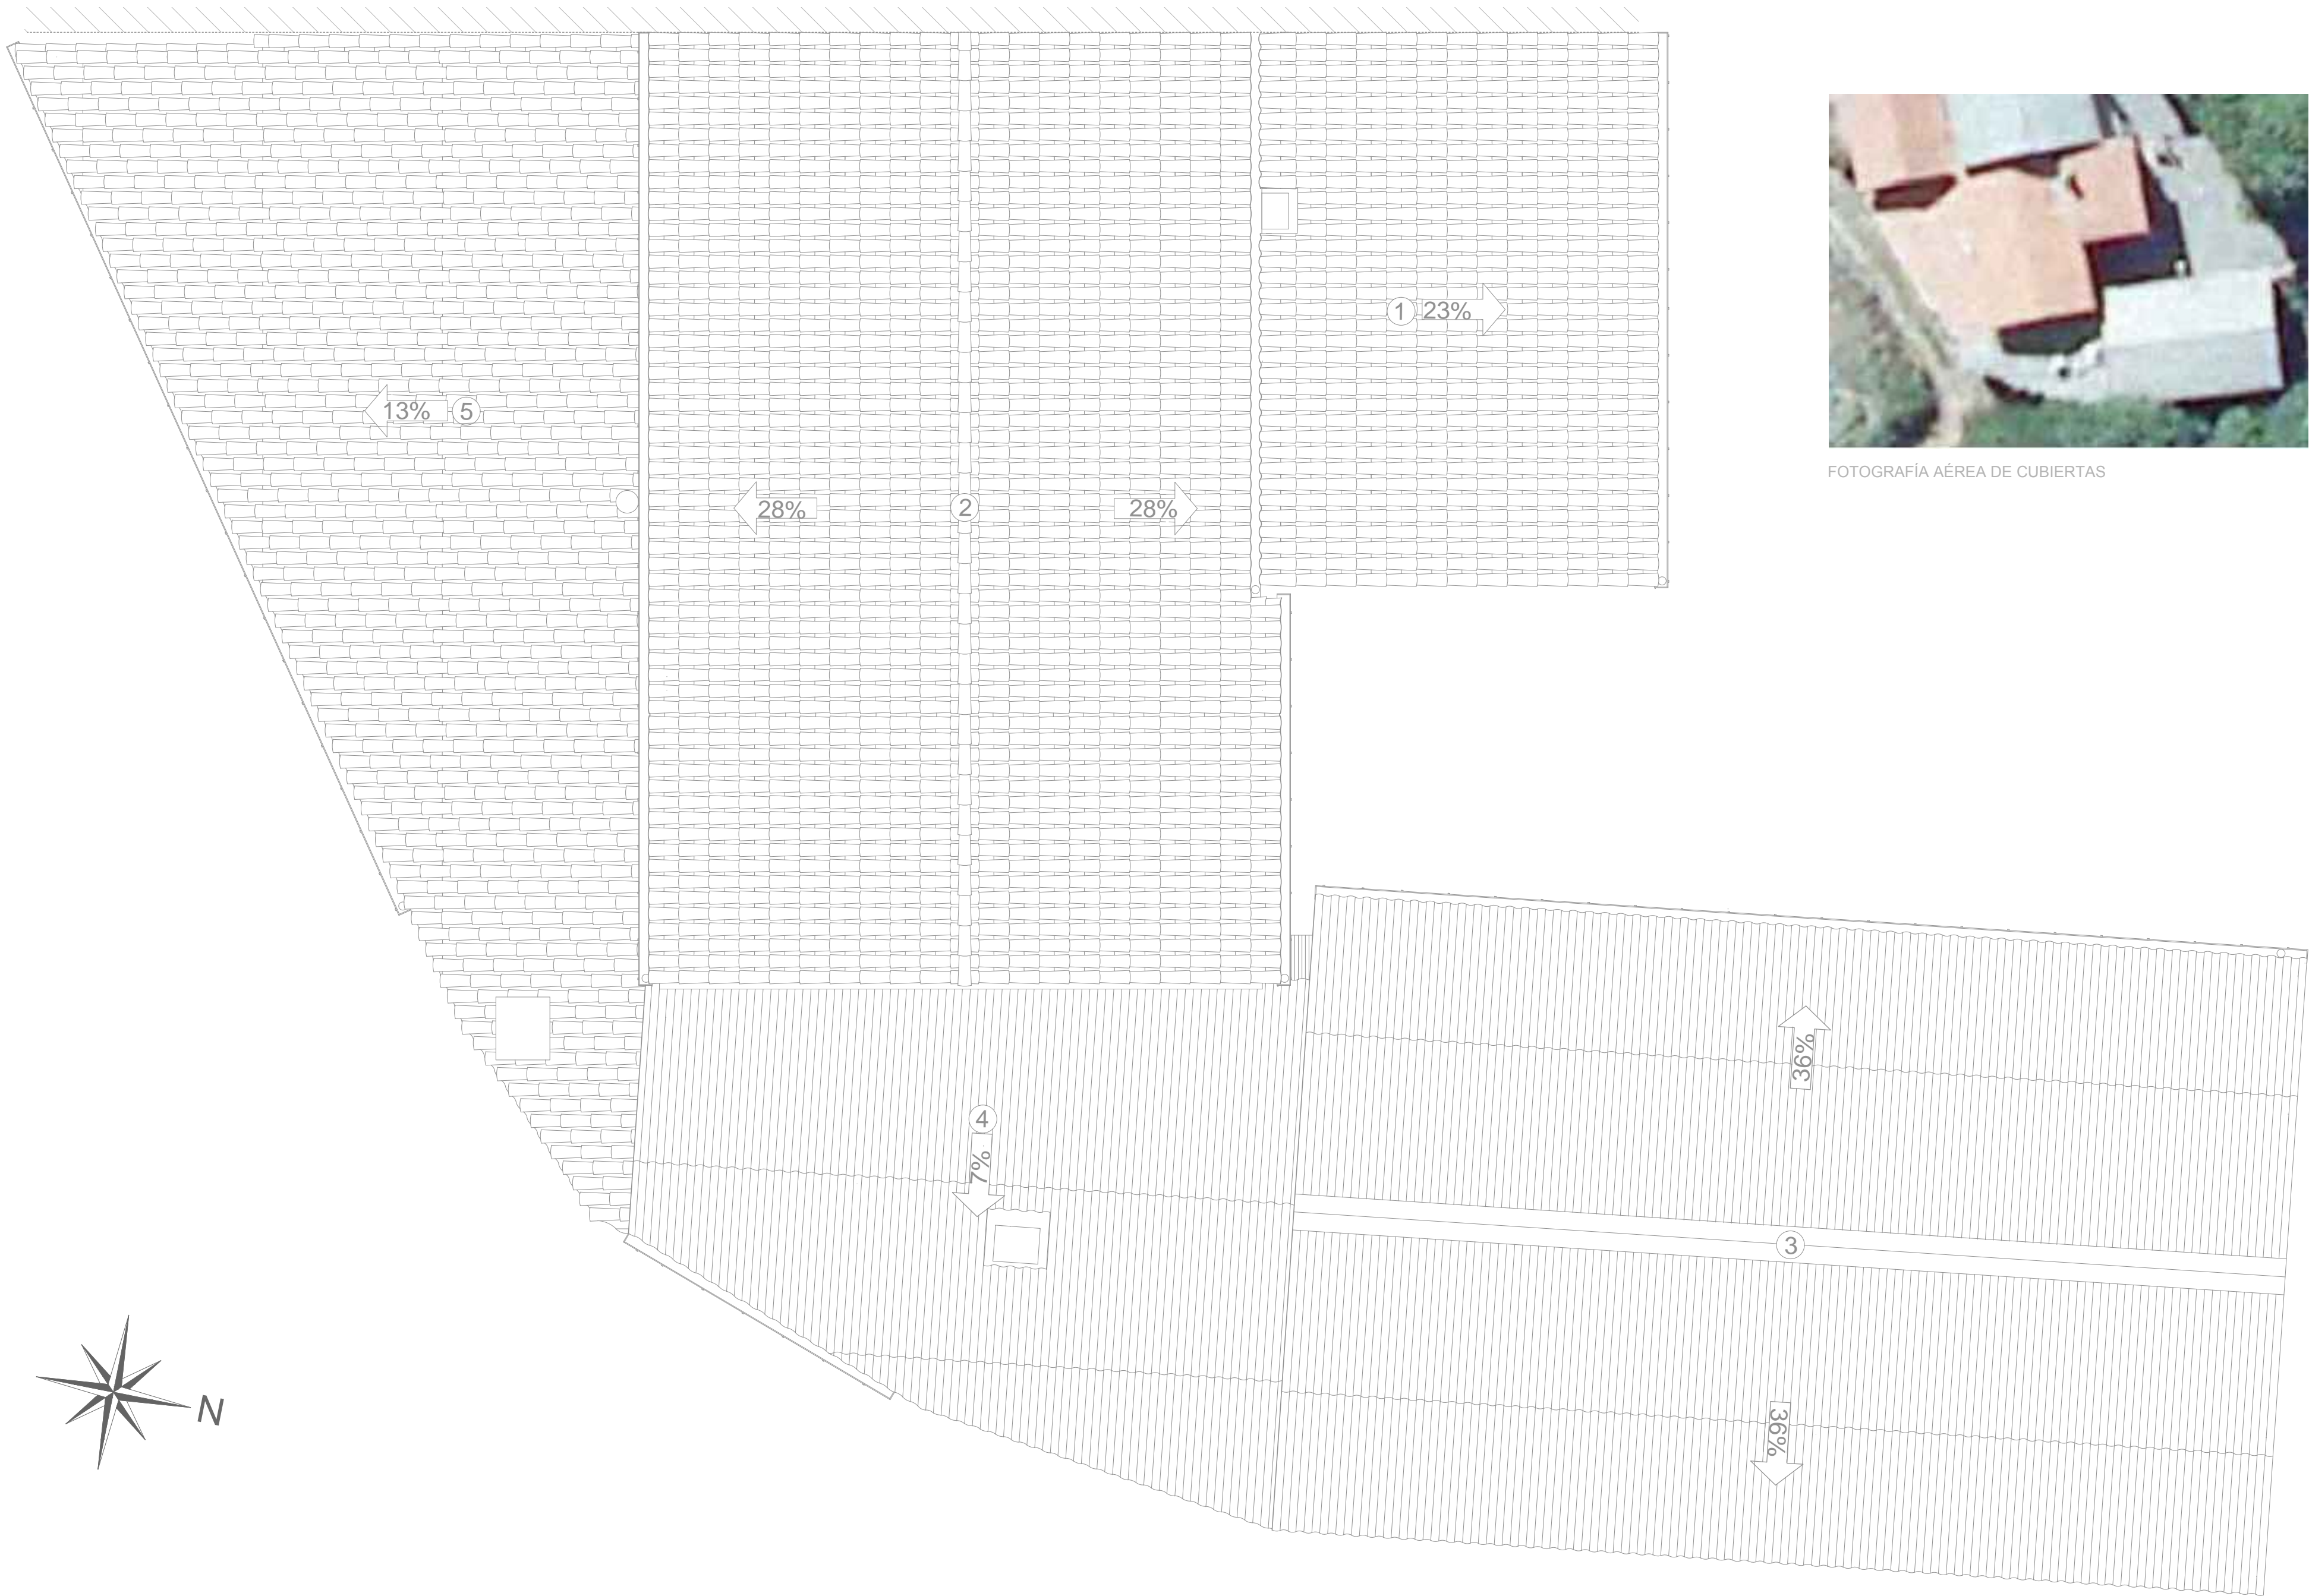 1 23%
FOTOGRAFÍA AÉREA DE CUBIERTAS
13% 5
28% 2 28%
36%
4
7%
3
36%
N